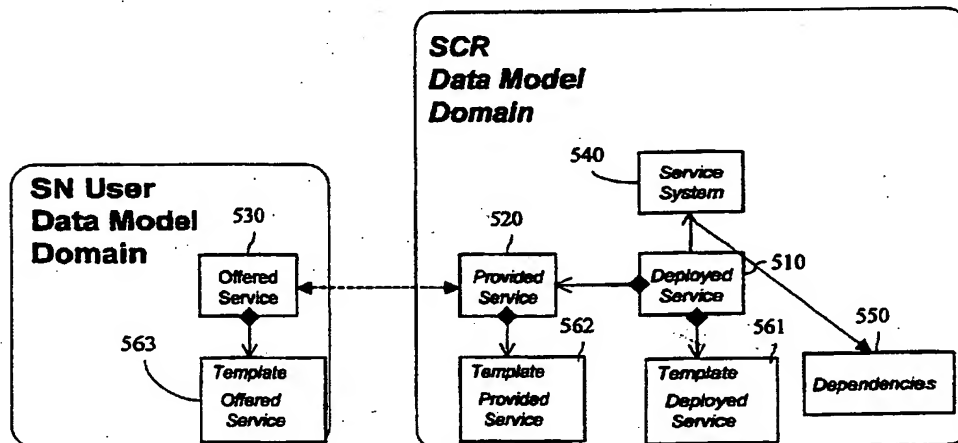 SCR
Data Model
Domain
540
Service
System
SN User
Data Model
Domain
530
Offered
Service
520
Provided
Service
510
Deployed
Service
550
Dependencies
563
Template
Offered
Service
562
Template
Provided
Service
561
Template
Deployed
Service